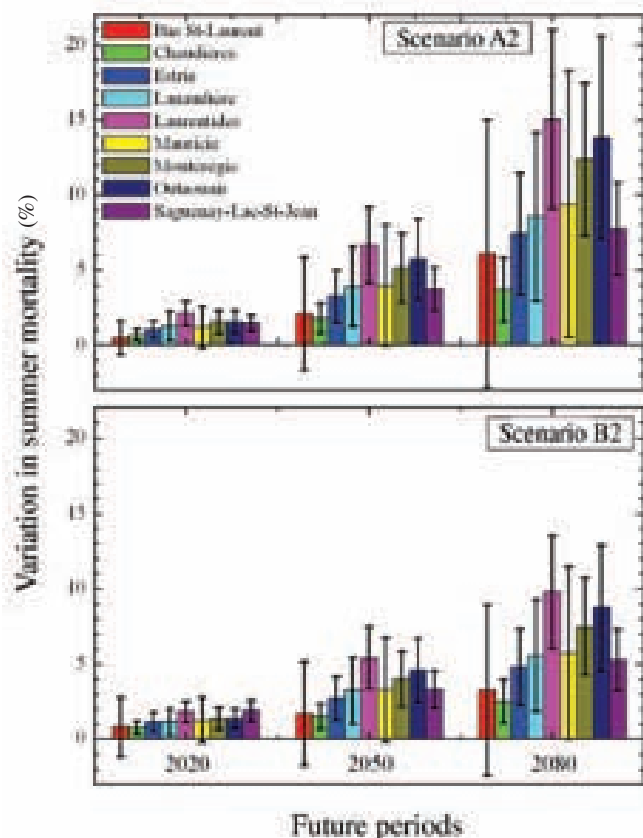 Scenario A2
Bas St-Laurent
Chaudières
Estrie
Lanaudière
Laurentides
Mauricie
Montérégie
Outaouais
Saguenay-Lac-St-Jean
20
15
10
5
0
Scenario B2
20
15
10
5
0
2020 2050 2080
Variation in summer mortality (%)
Future periods